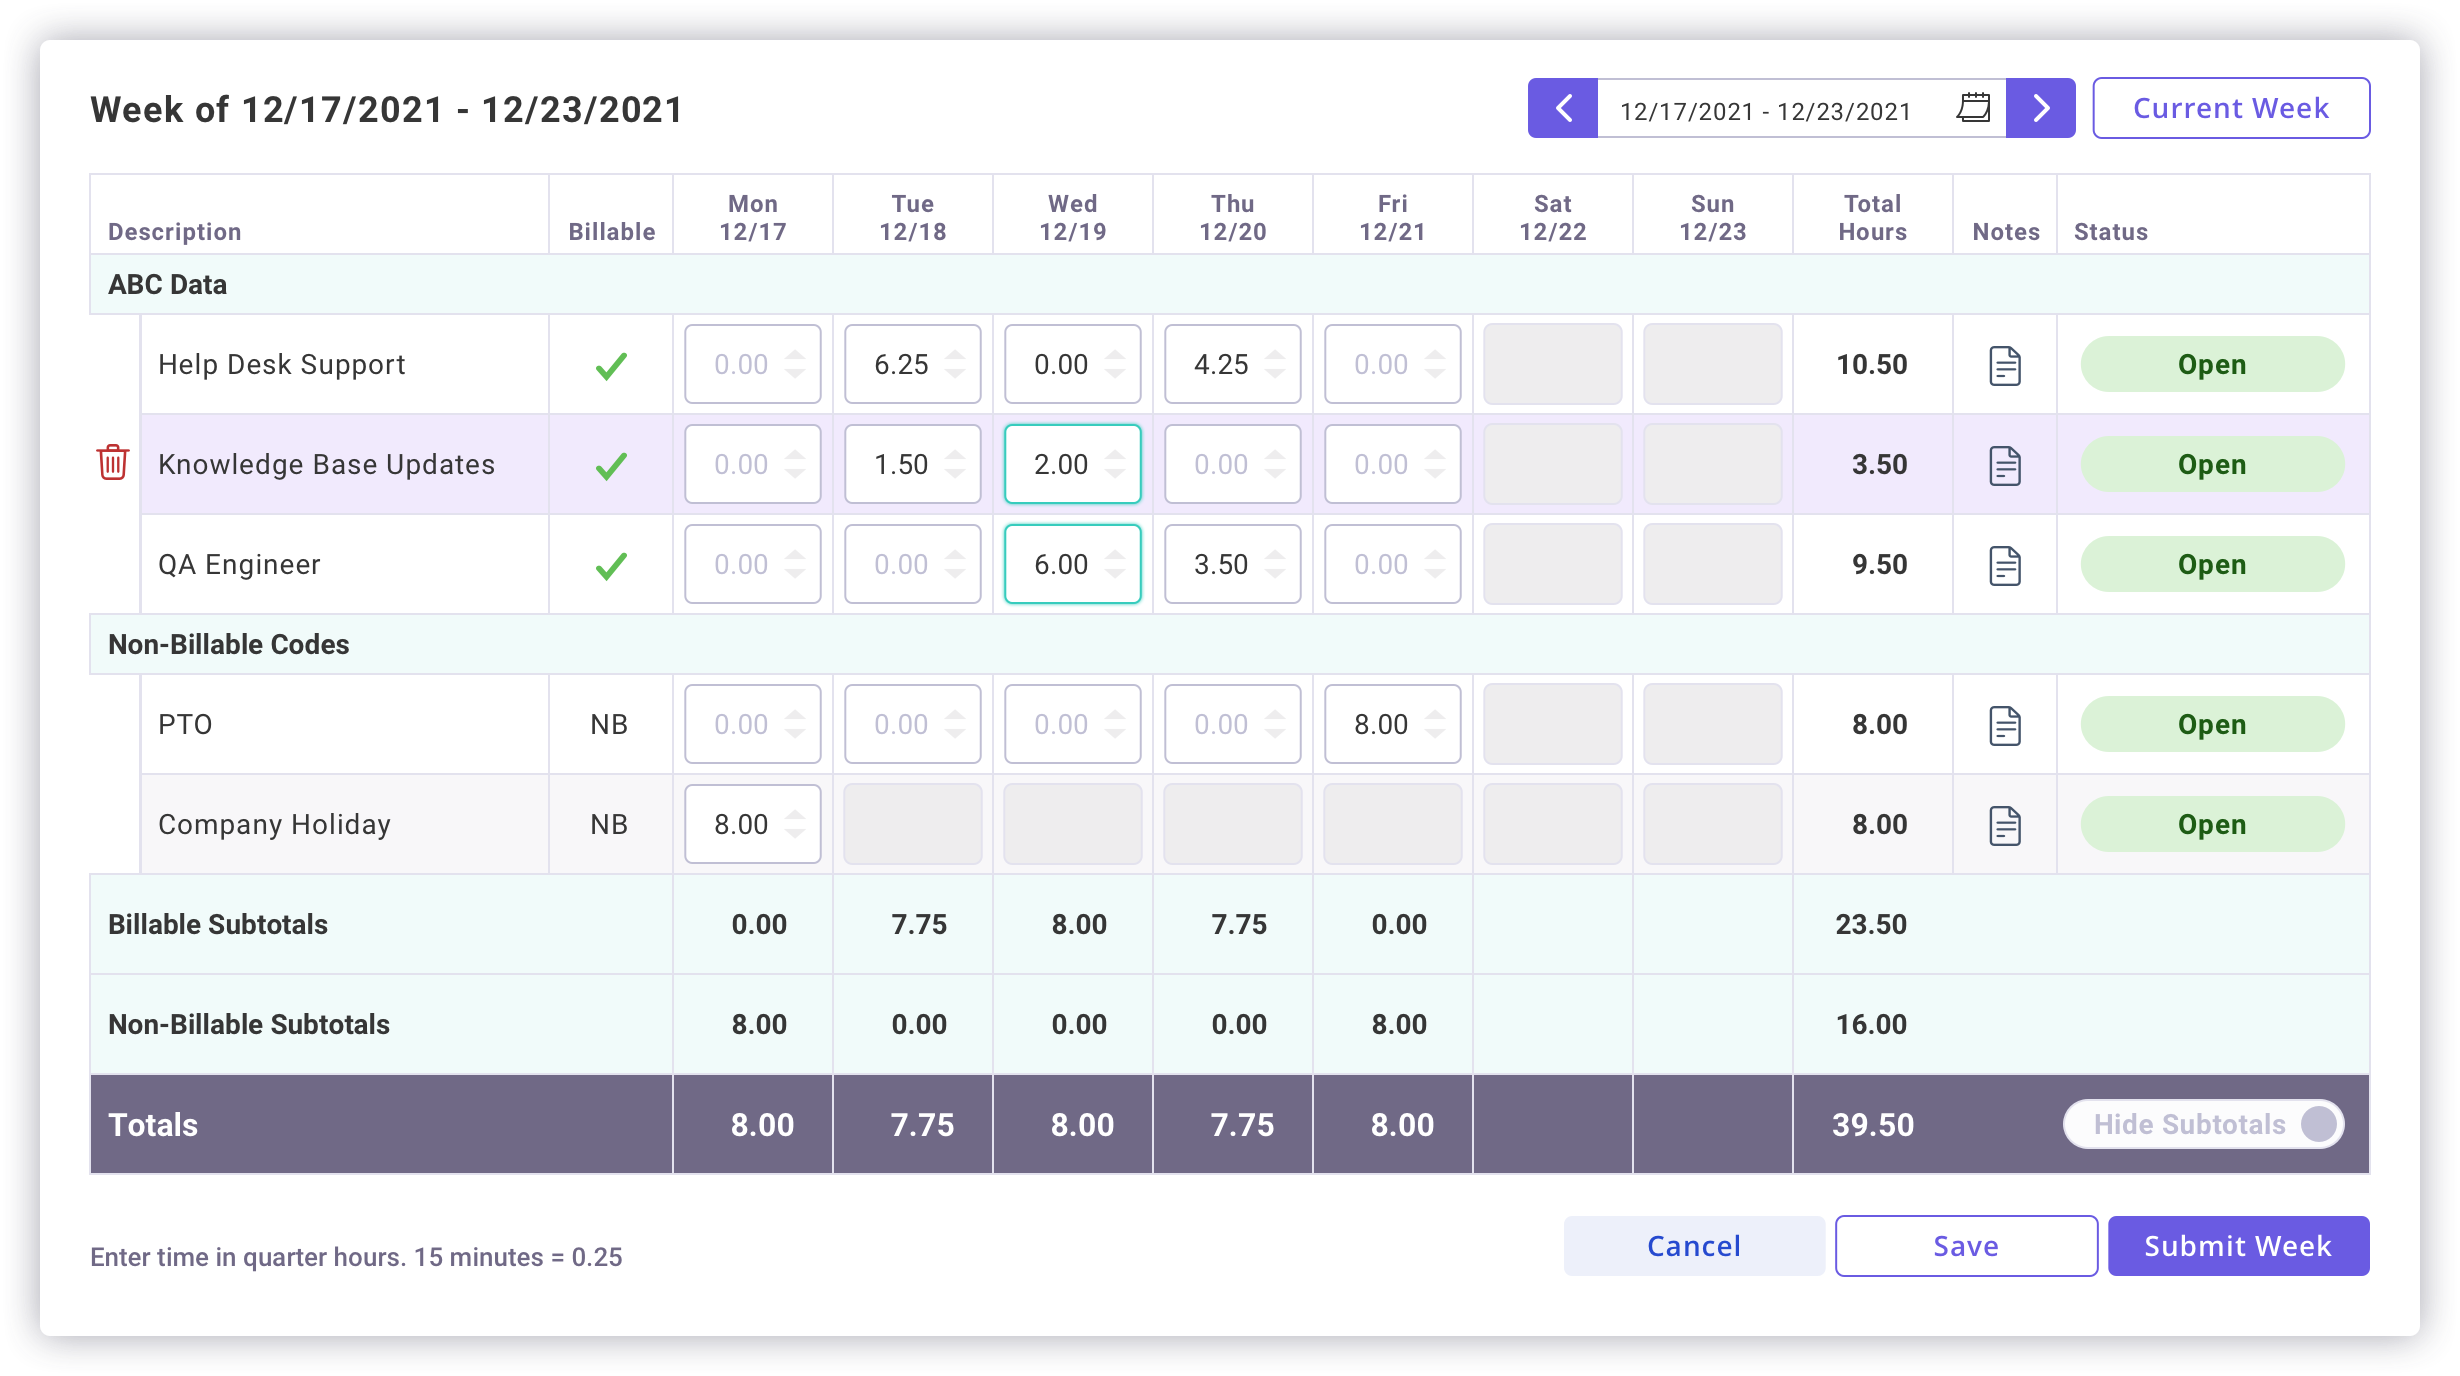 Week of 12/17/2021 - 12/23/2021
12/17/2021 - 12/23/2021
Current Week
Description Billable Mon 12/17 Tue 12/18 Wed 12/19 Thu 12/20 Fri 12/21 Sat 12/22 Sun 12/23 Total Hours Notes Status
ABC Data
Help Desk Support 0.00 6.25 0.00 4.25 0.00 10.50 Open
Knowledge Base Updates 0.00 1.50 2.00 0.00 0.00 3.50 Open
QA Engineer 0.00 0.00 6.00 3.50 0.00 9.50 Open
Non-Billable Codes
PTO NB 0.00 0.00 0.00 0.00 8.00 8.00 Open
Company Holiday NB 8.00 8.00 Open
Billable Subtotals 0.00 7.75 8.00 7.75 0.00 23.50
Non-Billable Subtotals 8.00 0.00 0.00 0.00 8.00 16.00
Totals 8.00 7.75 8.00 7.75 8.00 39.50 Hide Subtotals
Enter time in quarter hours. 15 minutes = 0.25
Cancel
Save
Submit Week